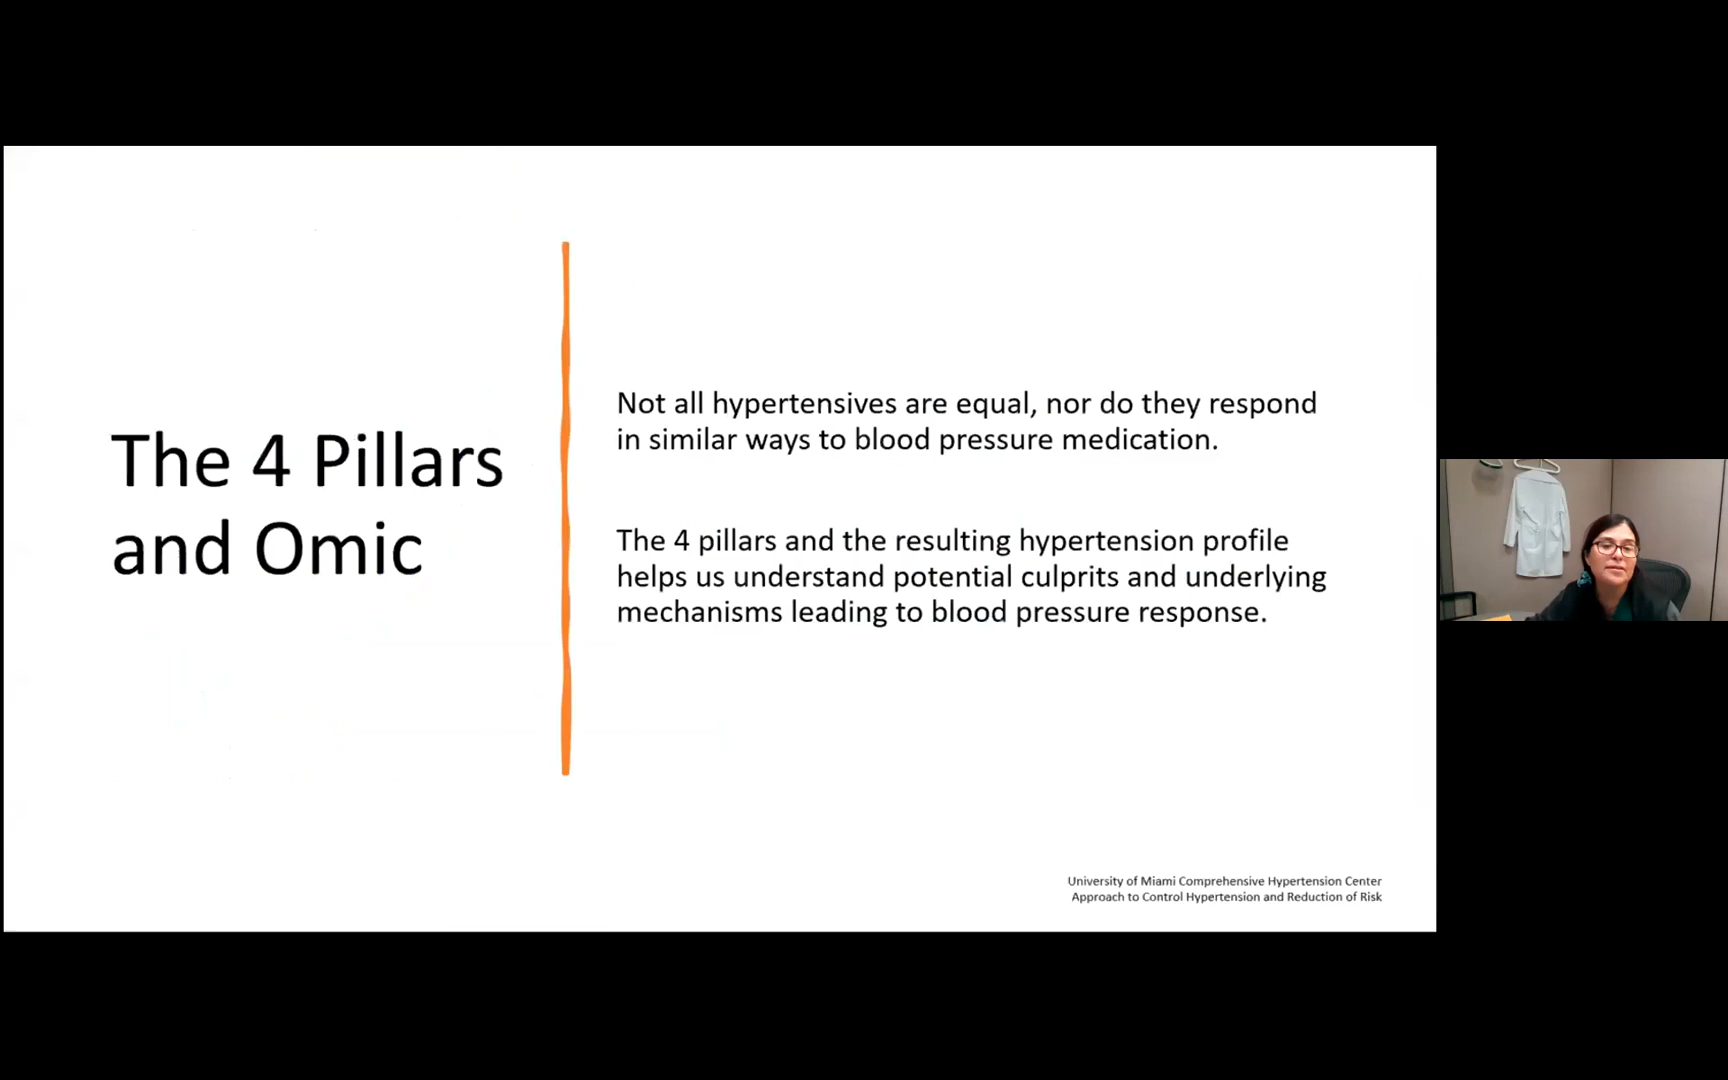 The 4 Pillars
and Omic
Not all hypertensives are equal, nor do they respond
in similar ways to blood pressure medication.
The 4 pillars and the resulting hypertension profile
helps us understand potential culprits and underlying
mechanisms leading to blood pressure response.
University of Miami Comprehensive Hypertension Center
Approach to Control Hypertension and Reduction of Risk